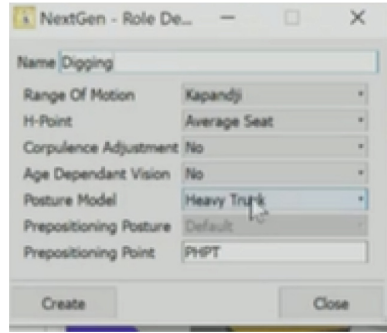 NextGen - Role De...
Name Digging
Range Of Motion Kapandji
H-Point Average Seat
Corpulence Adjustment No
Age Dependant Vision No
Posture Model Heavy Trunk
Prepositioning Posture Default
Prepositioning Point PHPT
Create Close